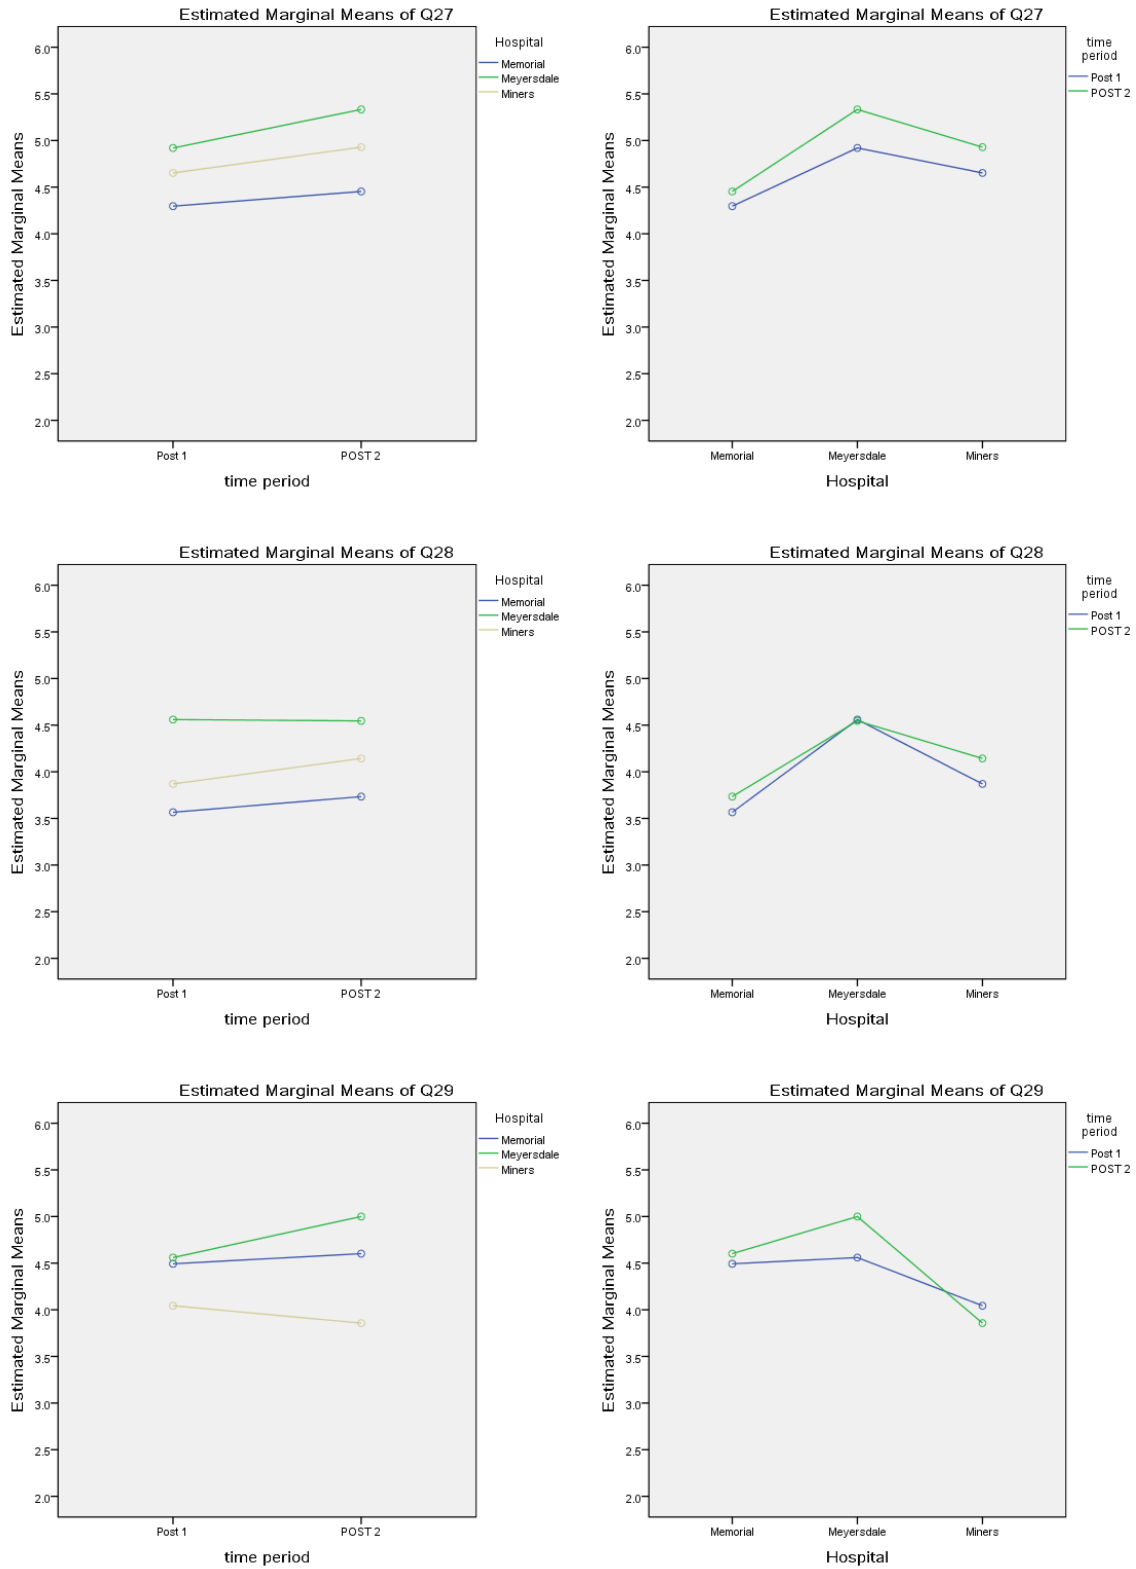 Estimated Marginal Means of Q27
Hospital
Memorial
Meyersdale
Miners
6.0
5.5
5.0
4.5
4.0
3.5
3.0
2.5
2.0
Estimated Marginal Means
Post 1
POST 2
time period
Estimated Marginal Means of Q27
time
period
Post 1
POST 2
6.0
5.5
5.0
4.5
4.0
3.5
3.0
2.5
2.0
Estimated Marginal Means
Memorial
Meyersdale
Miners
Hospital
Estimated Marginal Means of Q28
Hospital
Memorial
Meyersdale
Miners
6.0
5.5
5.0
4.5
4.0
3.5
3.0
2.5
2.0
Estimated Marginal Means
Post 1
POST 2
time period
Estimated Marginal Means of Q28
time
period
Post 1
POST 2
6.0
5.5
5.0
4.5
4.0
3.5
3.0
2.5
2.0
Estimated Marginal Means
Memorial
Meyersdale
Miners
Hospital
Estimated Marginal Means of Q29
Hospital
Memorial
Meyersdale
Miners
6.0
5.5
5.0
4.5
4.0
3.5
3.0
2.5
2.0
Estimated Marginal Means
Post 1
POST 2
time period
Estimated Marginal Means of Q29
time
period
Post 1
POST 2
6.0
5.5
5.0
4.5
4.0
3.5
3.0
2.5
2.0
Estimated Marginal Means
Memorial
Meyersdale
Miners
Hospital